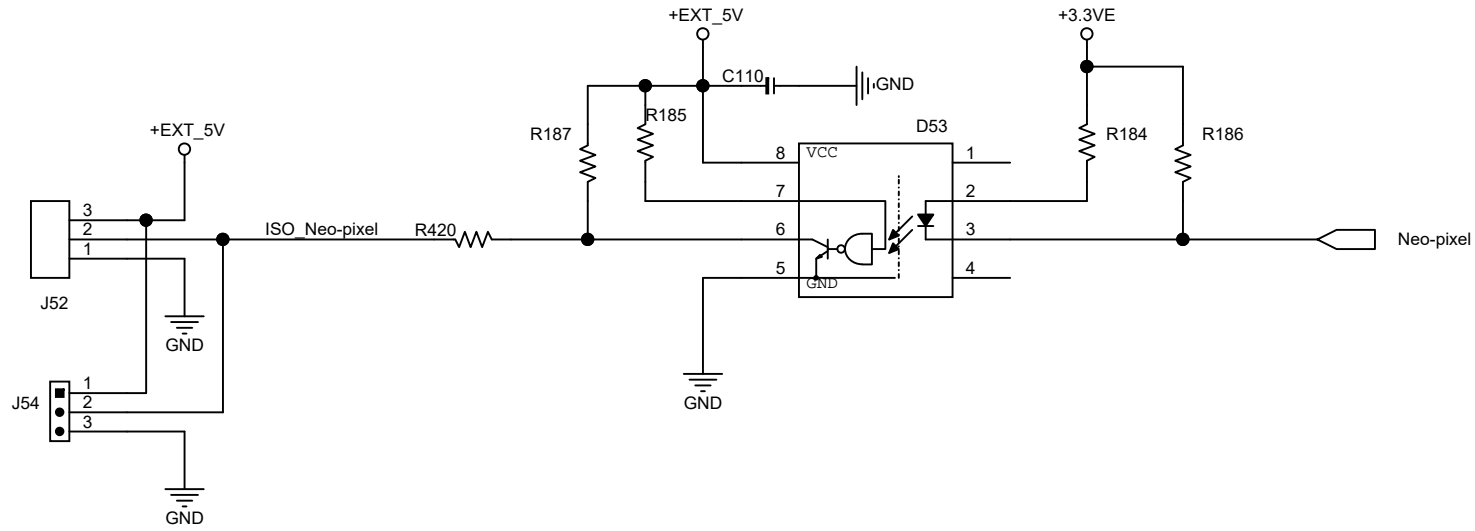 +EXT_5V
+3.3VE
C110
GND
R185
D53
+EXT_5V
R187
R184
R186
8
VCC
1
7
2
3
2
ISO_Neo-pixel
R420
6
3
Neo-pixel
1
5
GND
4
J52
GND
1
J54
2
3
GND
GND